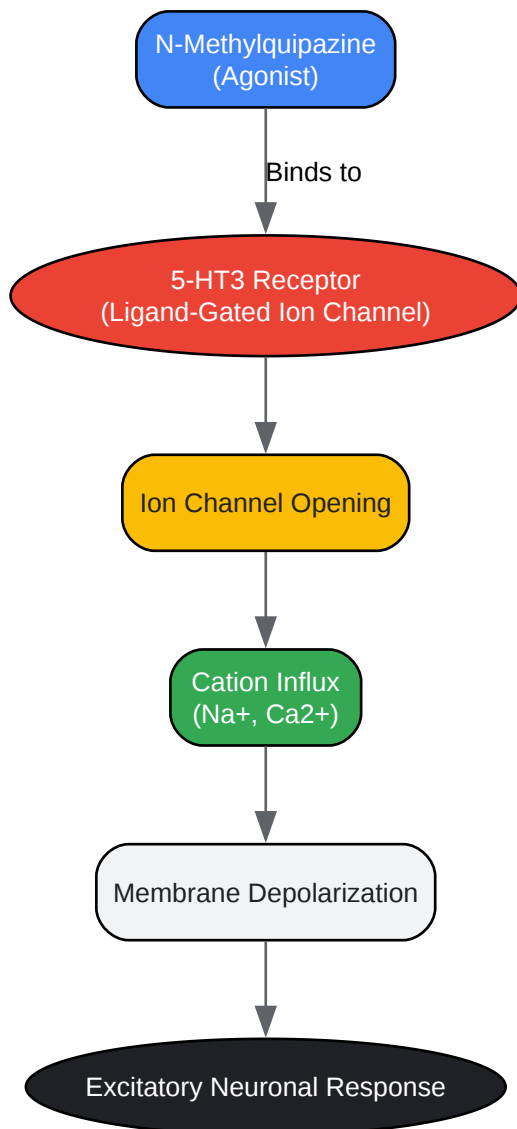 N-Methylquipazine
(Agonist)
Binds to
5-HT3 Receptor
(Ligand-Gated Ion Channel)
Ion Channel Opening
Cation Influx
(Na+, Ca2+)
Membrane Depolarization
Excitatory Neuronal Response